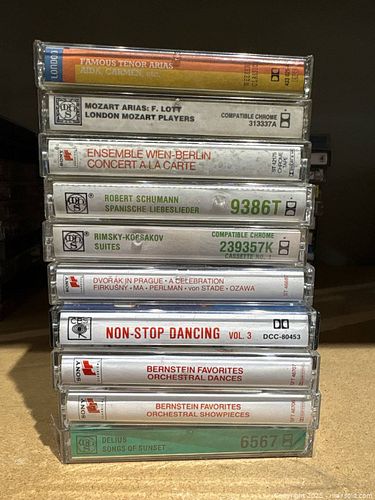 LONDON
FAMOUS TENOR ARIAS
AIDA, CARMEN, etc.
MOZART ARIAS: F. LOTT
LONDON MOZART PLAYERS
COMPATIBLE CHROME
313337A
ENSEMBLE WIEN-BERLIN
CONCERT A LA CARTE
ROBERT SCHUMANN
SPANISCHE LIEBESLIEDER
9386T
RIMSKY-KORSAKOV
SUITES
COMPATIBLE CHROME
239357K
CASSETTE NO. 1
DVOŘÁK IN PRAGUE • A CELEBRATION
FIRKUSNY • MA • PERLMAN • von STADE • OZAWA
NON-STOP DANCING VOL. 3
DCC-80453
SONY
BERNSTEIN FAVORITES
ORCHESTRAL DANCES
SONY
BERNSTEIN FAVORITES
ORCHESTRAL SHOWPIECES
DELIUS
SONGS OF SUNSET
6567